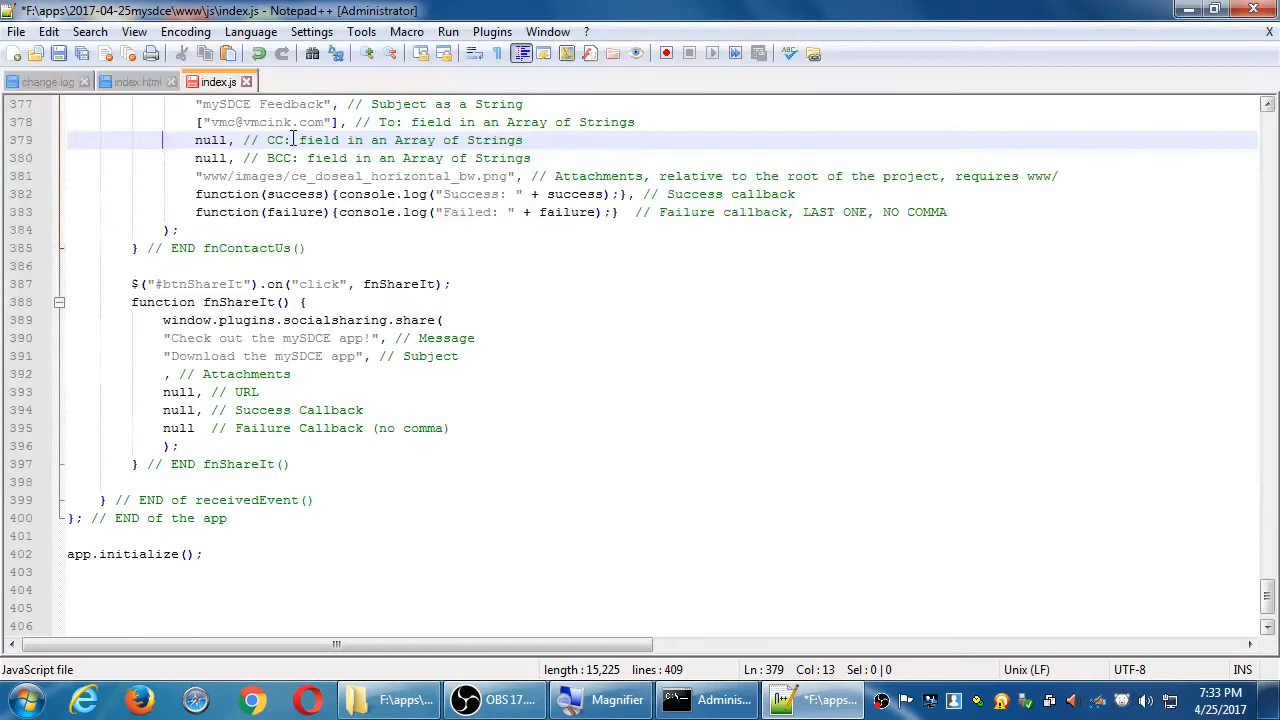 *F:\apps\2017-04-25mysdce\www\js\index.js - Notepad++ [Administrator]
File Edit Search View Encoding Language Settings Tools Macro Run Plugins Window ? X
change.log index.html index.js
377 "mySDCE Feedback", // Subject as a String
378 ["vmc@vmcink.com"], // To: field in an Array of Strings
379 null, // CC: field in an Array of Strings
380 null, // BCC: field in an Array of Strings
381 "www/images/ce_doseal_horizontal_bw.png", // Attachments, relative to the root of the project, requires www/
382 function(success){console.log("Success: " + success);}, // Success callback
383 function(failure){console.log("Failed: " + failure);} // Failure callback, LAST ONE, NO COMMA
384 );
385 } // END fnContactUs()
386
387 $("#btnShareIt").on("click", fnShareIt);
388 function fnShareIt() {
389 window.plugins.socialsharing.share(
390 "Check out the mySDCE app!", // Message
391 "Download the mySDCE app", // Subject
392 , // Attachments
393 null, // URL
394 null, // Success Callback
395 null // Failure Callback (no comma)
396 );
397 } // END fnShareIt()
398
399 } // END of receivedEvent()
400 }; // END of the app
401
402 app.initialize();
403
404
405
406
JavaScript file length : 15,225 lines : 409 Ln : 379 Col : 13 Sel : 0 | 0 Unix (LF) UTF-8 INS
F:\apps\... OBS 17.... Magnifier Adminis... *F:\apps... 7:33 PM
4/25/2017